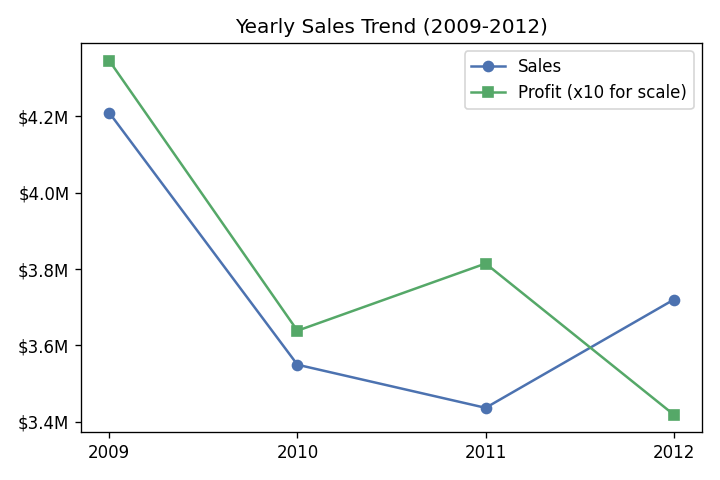 Yearly Sales Trend (2009-2012)
Sales
Profit (x10 for scale)
$4.2M
$4.0M
$3.8M
$3.6M
$3.4M
2009
2010
2011
2012